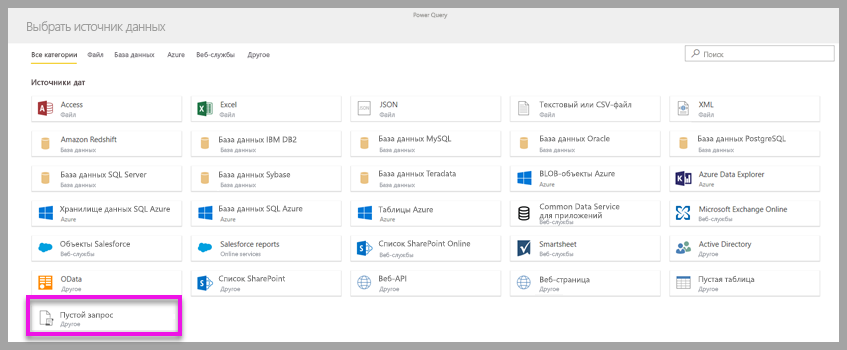 Power Query
Выбрать источник данных
Все категории Файл База данных Azure Веб-службы Другое
Поиск
Источники дат
Access Excel JSON Текстовый или CSV-файл XML
Файл Файл Файл Файл Файл
Amazon Redshift База данных IBM DB2 База данных MySQL База данных Oracle База данных PostgreSQL
База данных База данных База данных База данных База данных
База данных SQL Server База данных Sybase База данных Teradata BLOB-объекты Azure Azure Data Explorer
База данных База данных База данных Azure Azure
Хранилище данных SQL Azure База данных SQL Azure Таблицы Azure Common Data Service Microsoft Exchange Online
для приложений
Azure Azure Azure Веб-службы Веб-службы
Объекты Salesforce Salesforce reports Список SharePoint Online Smartsheet Active Directory
Веб-службы Online services Веб-службы Веб-службы Другое
OData Список SharePoint Веб-API Веб-страница Пустая таблица
Другое Другое Другое Другое Другое
Пустой запрос
Другое